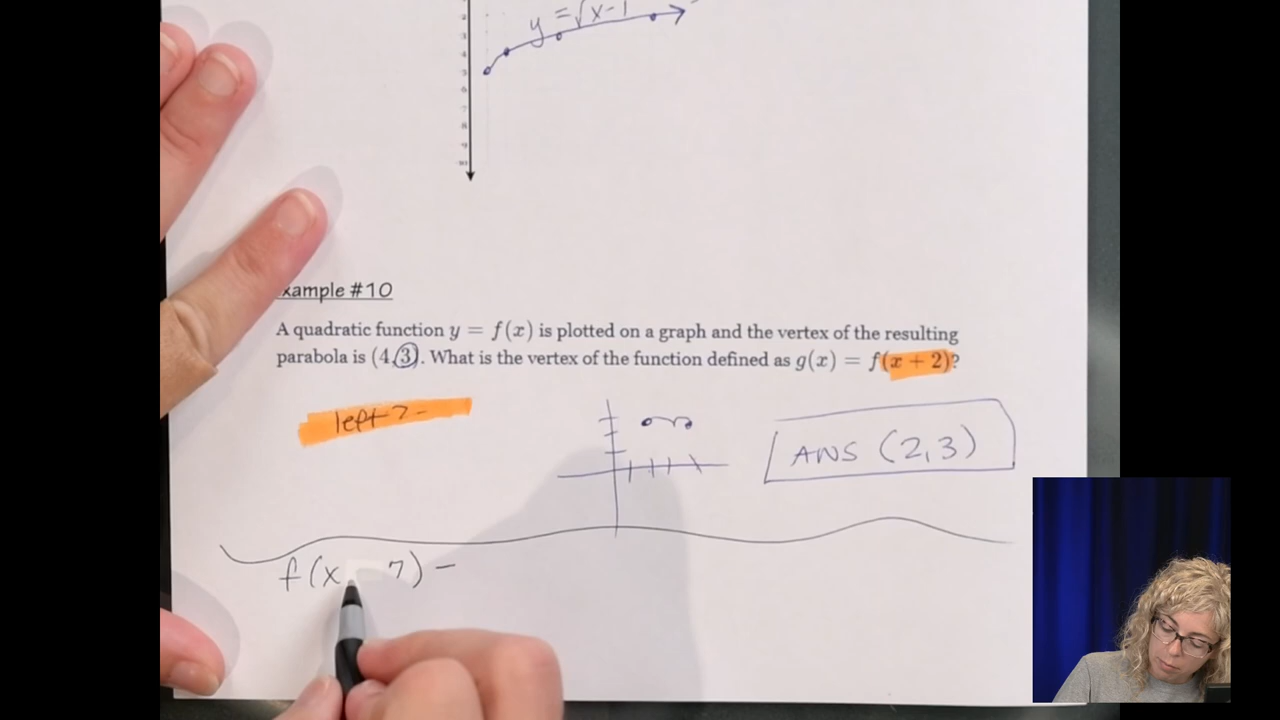 y = √x-1
Example #10
A quadratic function y = f(x) is plotted on a graph and the vertex of the resulting
parabola is (4,3). What is the vertex of the function defined as g(x) = f(x + 2)?
left 2
ANS (2,3)
f(x 7) -